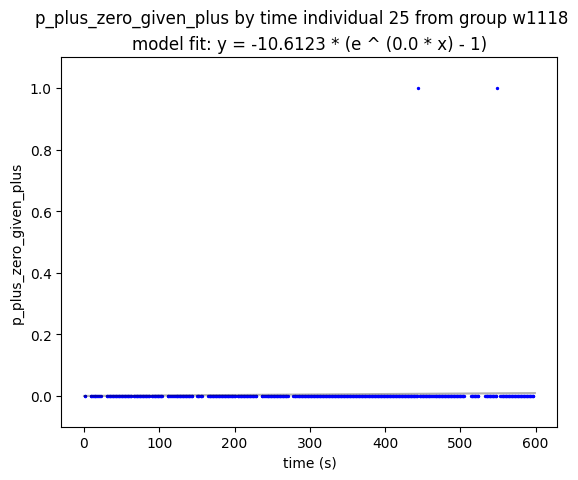 p_plus_zero_given_plus by time individual 25 from group w1118
model fit: y = -10.6123 * (e ^ (0.0 * x) - 1)
1.0
0.8
0.6
0.4
0.2
0.0
p_plus_zero_given_plus
0 100 200 300 400 500 600
time (s)